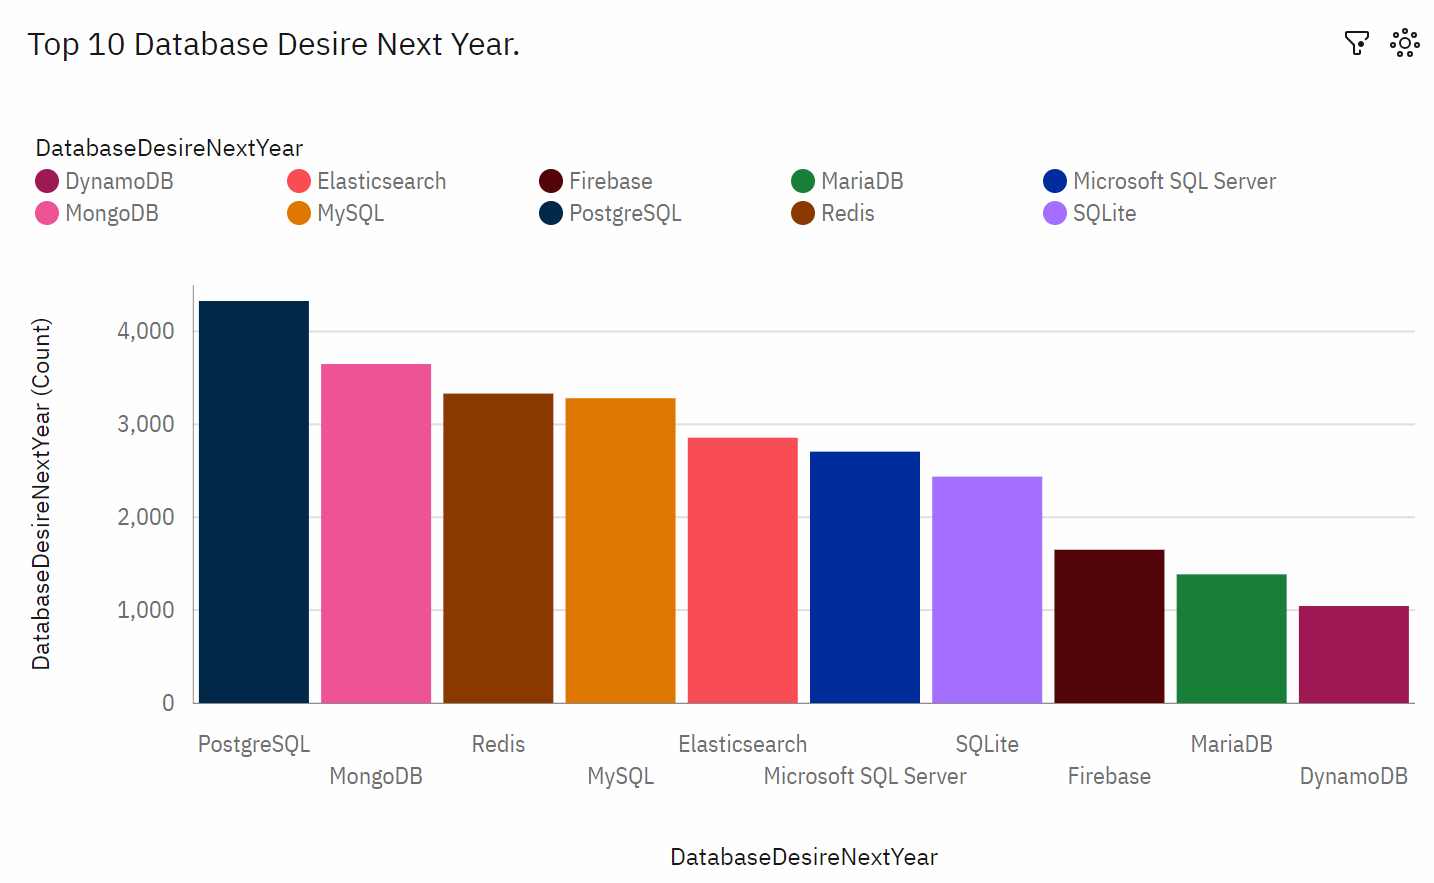 Top 10 Database Desire Next Year.
DatabaseDesireNextYear
DynamoDB Elasticsearch Firebase MariaDB Microsoft SQL Server
MongoDB MySQL PostgreSQL Redis SQLite
DatabaseDesireNextYear (Count)
4,000
3,000
2,000
1,000
0
PostgreSQL Redis Elasticsearch SQLite MariaDB
MongoDB MySQL Microsoft SQL Server Firebase DynamoDB
DatabaseDesireNextYear